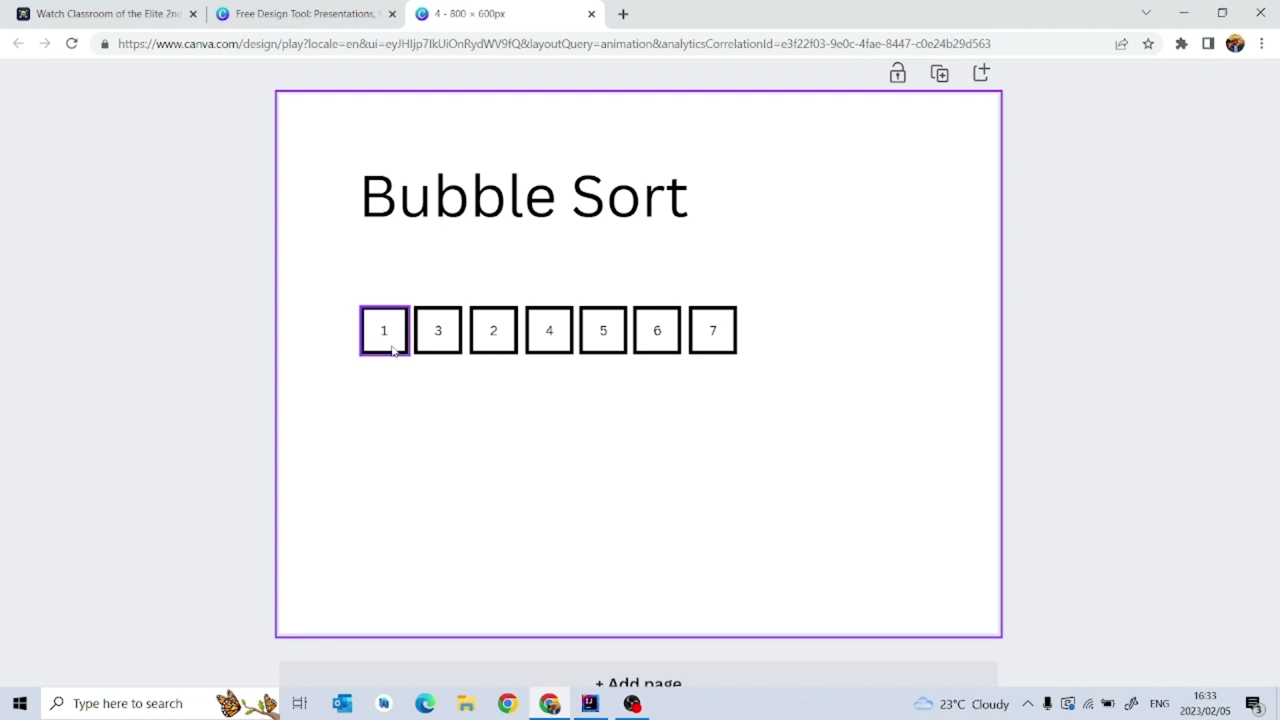 Watch Classroom of the Elite 2nd
Free Design Tool: Presentations,
4 - 800 × 600px
https://www.canva.com/design/play?locale=en&ui=eyJHIjp7IkUiOnRydWV9fQ&layoutQuery=animation&analyticsCorrelationId=e3f22f03-9e0c-4fae-8447-c0e24b29d563
Bubble Sort
1 3 2 4 5 6 7
+ Add page
Type here to search
23°C Cloudy
ENG
16:33
2023/02/05
3